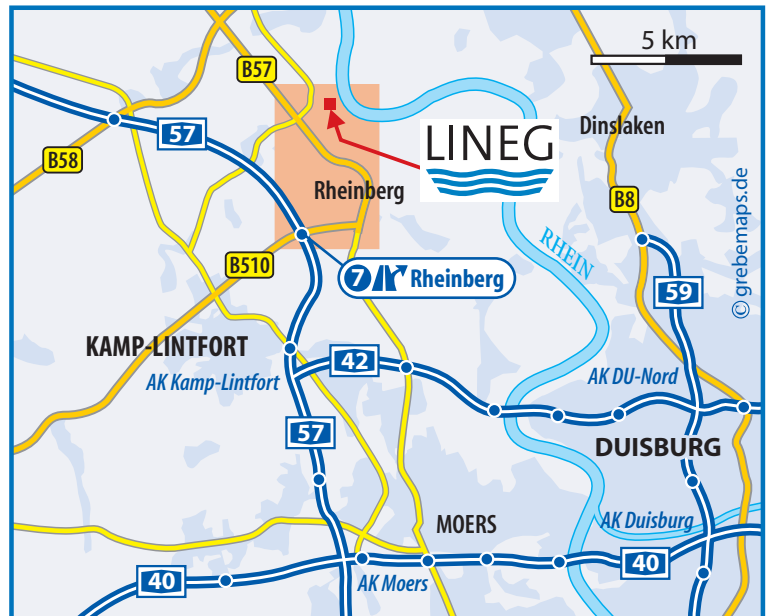 5 km
B57
57
LINEG
Dinslaken
B58
Rheinberg
B8
© grebemaps.de
RHEIN
B510
7 Rheinberg
59
KAMP-LINTFORT
42
AK Kamp-Lintfort
AK DU-Nord
57
DUISBURG
MOERS
AK Duisburg
40
40
AK Moers